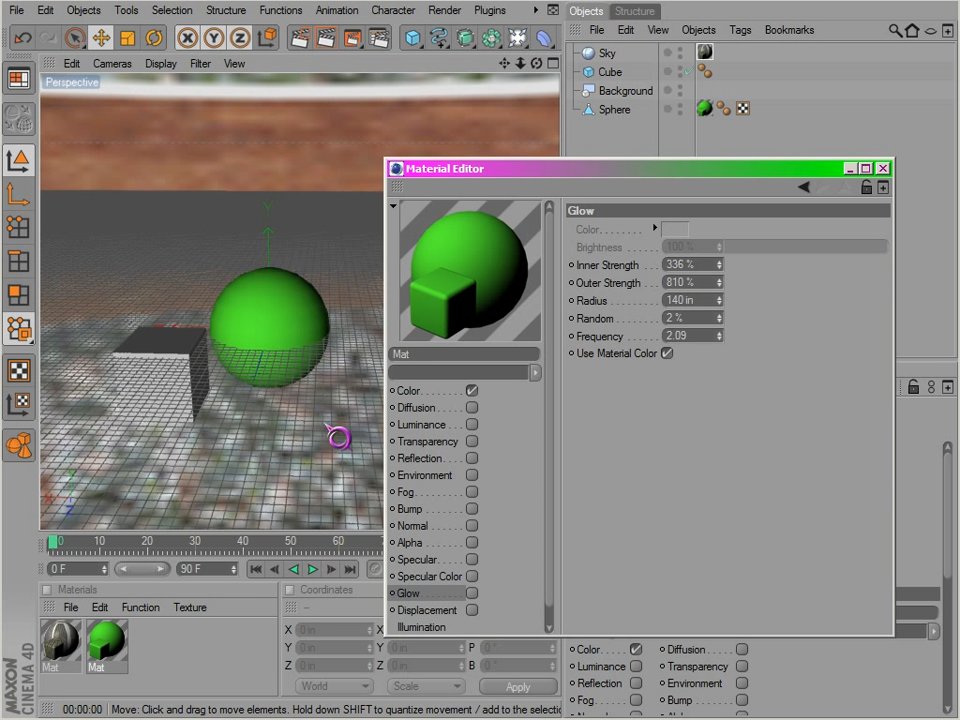 File Edit Objects Tools Selection Structure Functions Animation Character Render Plugins
Objects Structure
File Edit View Objects Tags Bookmarks
X Y Z
Edit Cameras Display Filter View
Perspective
Sky
Cube
Background
Sphere
Y
Material Editor
Glow
Color
Brightness 100 %
Inner Strength 336 %
Outer Strength 810 %
Radius 140 in
Random 2 %
Frequency 2.09
Use Material Color
Mat
Color
Diffusion
Luminance
Transparency
Reflection
Environment
Fog
Bump
Normal
Alpha
Specular
Specular Color
Glow
Displacement
Illumination
Y
X
Z
0 10 20 30 40 50 60
0 F 90 F
Materials
File Edit Function Texture
Mat Mat
Coordinates
X 0 in X 0 in
Y 0 in Y 0 in P 0 °
Z 0 in Z 0 in B 0 °
World Scale Apply
Color Diffusion
Luminance Transparency
Reflection Environment
Fog Bump
MAXON
CINEMA 4D
00:00:00 Move: Click and drag to move elements. Hold down SHIFT to quantize movement / add to the selectio